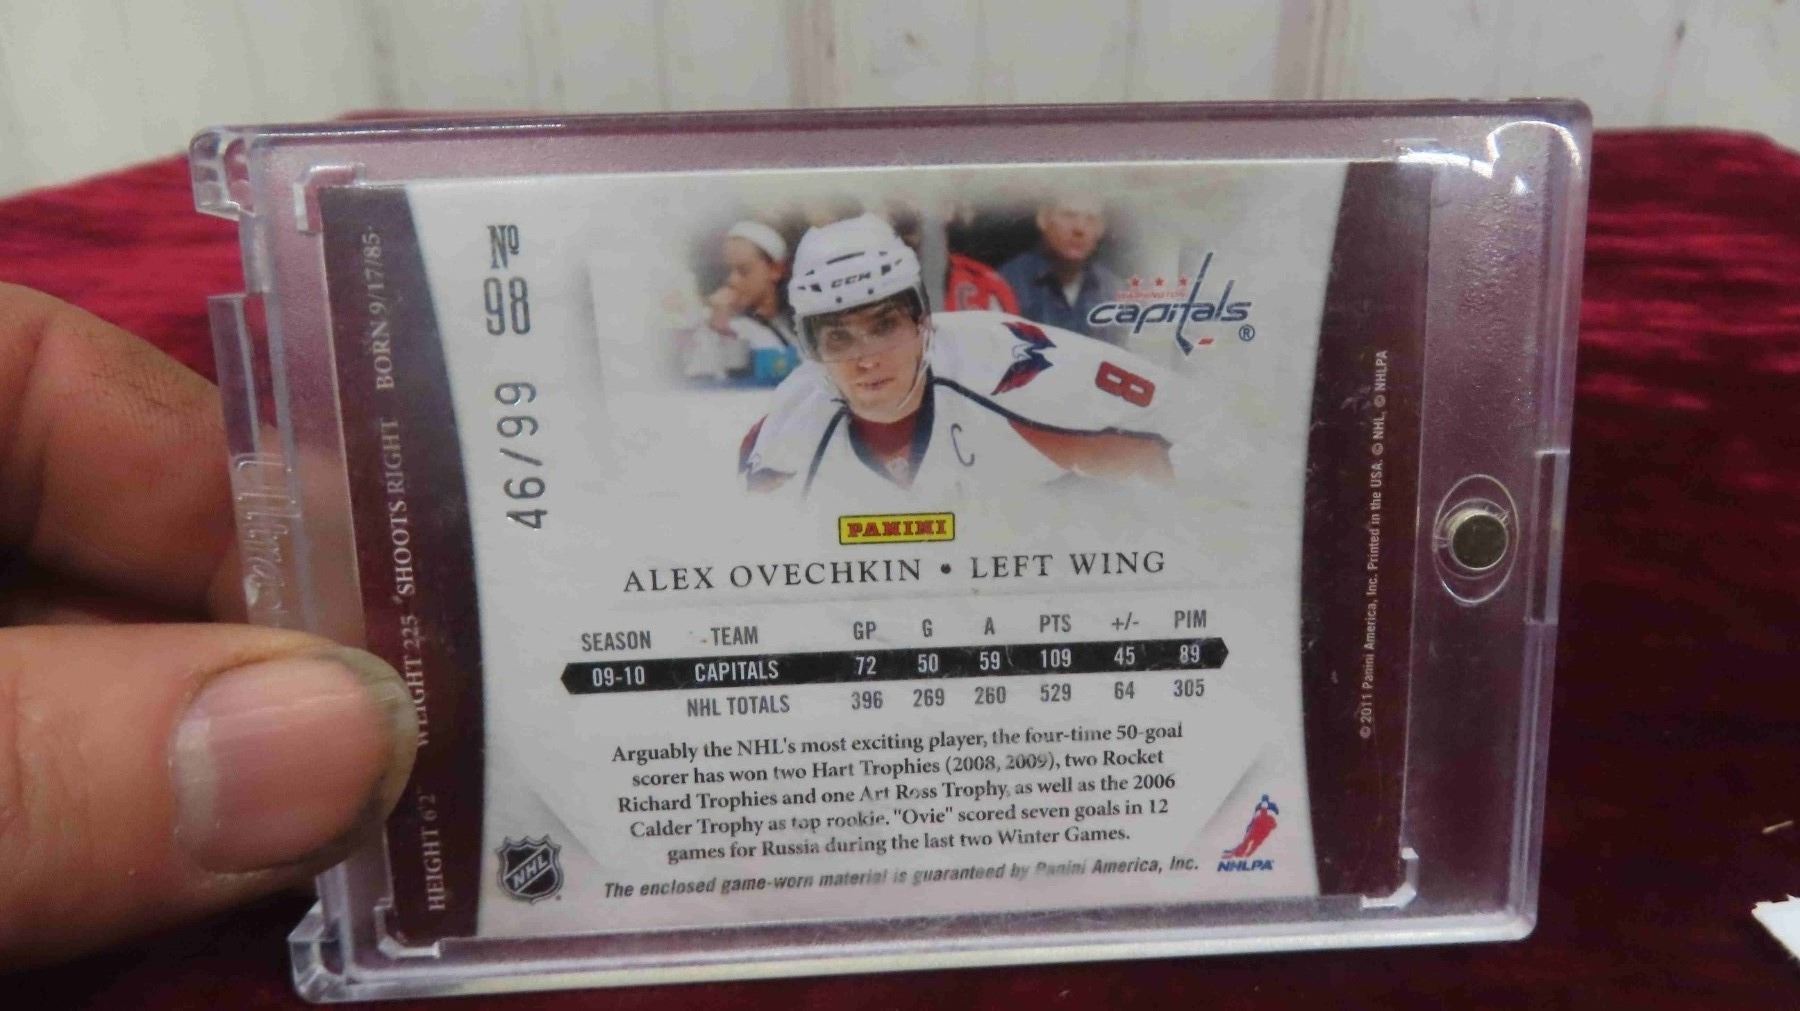 Nº
98
46/99
HEIGHT 6'2" WEIGHT 225 SHOOTS RIGHT BORN 9/17/85
CCM
C
8
WASHINGTON
capitals®
PANINI
ALEX OVECHKIN • LEFT WING
SEASON TEAM GP G A PTS +/- PIM
09-10 CAPITALS 72 50 59 109 45 89
NHL TOTALS 396 269 260 529 64 305
Arguably the NHL's most exciting player, the four-time 50-goal
scorer has won two Hart Trophies (2008, 2009), two Rocket
Richard Trophies and one Art Ross Trophy, as well as the 2006
Calder Trophy as top rookie. "Ovie" scored seven goals in 12
games for Russia during the last two Winter Games.
The enclosed game-worn material is guaranteed by Panini America, Inc.
NHL
NHLPA
© 2011 Panini America, Inc. Printed in the USA. © NHL, © NHLPA